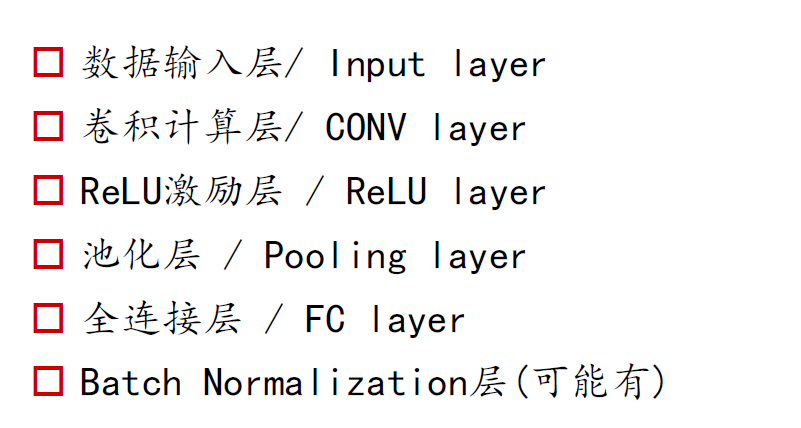 数据输入层/ Input layer
卷积计算层/ CONV layer
ReLU激励层 / ReLU layer
池化层 / Pooling layer
全连接层 / FC layer
Batch Normalization层(可能有)